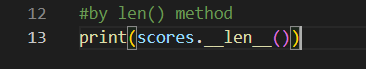 12 #by len() method
13 print(scores.__len__())